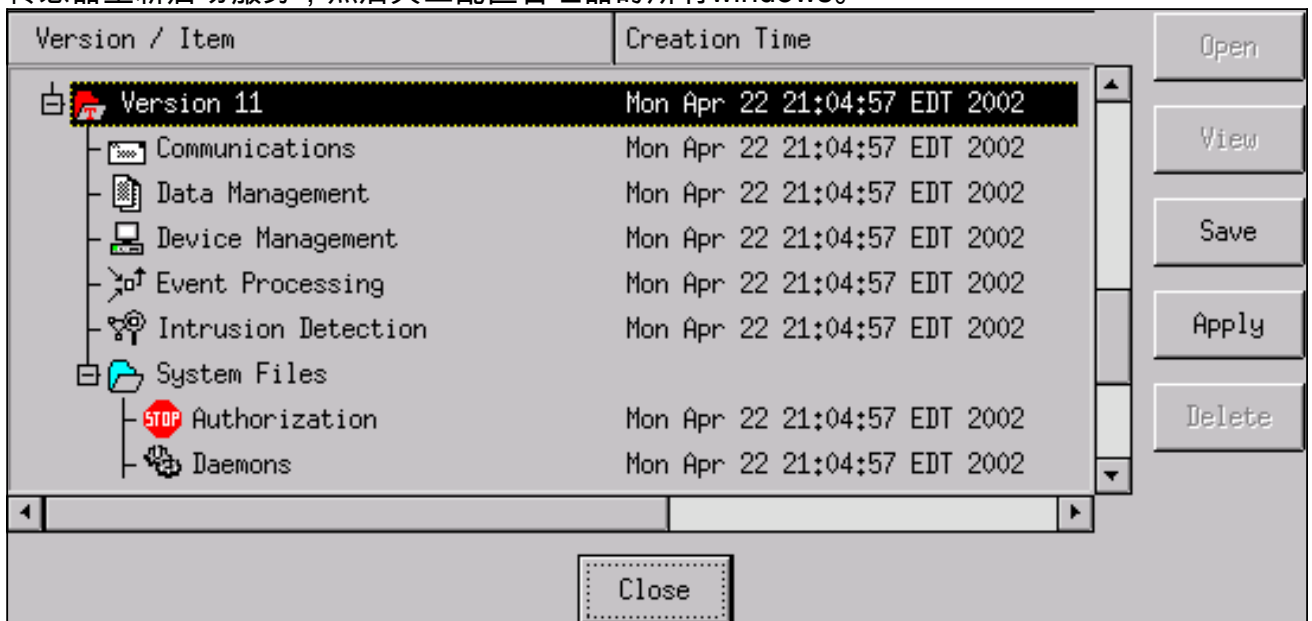 Version / Item Creation Time
Open
Version 11 Mon Apr 22 21:04:57 EDT 2002
View
Communications Mon Apr 22 21:04:57 EDT 2002
Data Management Mon Apr 22 21:04:57 EDT 2002
Device Management Mon Apr 22 21:04:57 EDT 2002
Save
Event Processing Mon Apr 22 21:04:57 EDT 2002
Intrusion Detection Mon Apr 22 21:04:57 EDT 2002
Apply
System Files
STOP Authorization Mon Apr 22 21:04:57 EDT 2002
Delete
Daemons Mon Apr 22 21:04:57 EDT 2002
Close